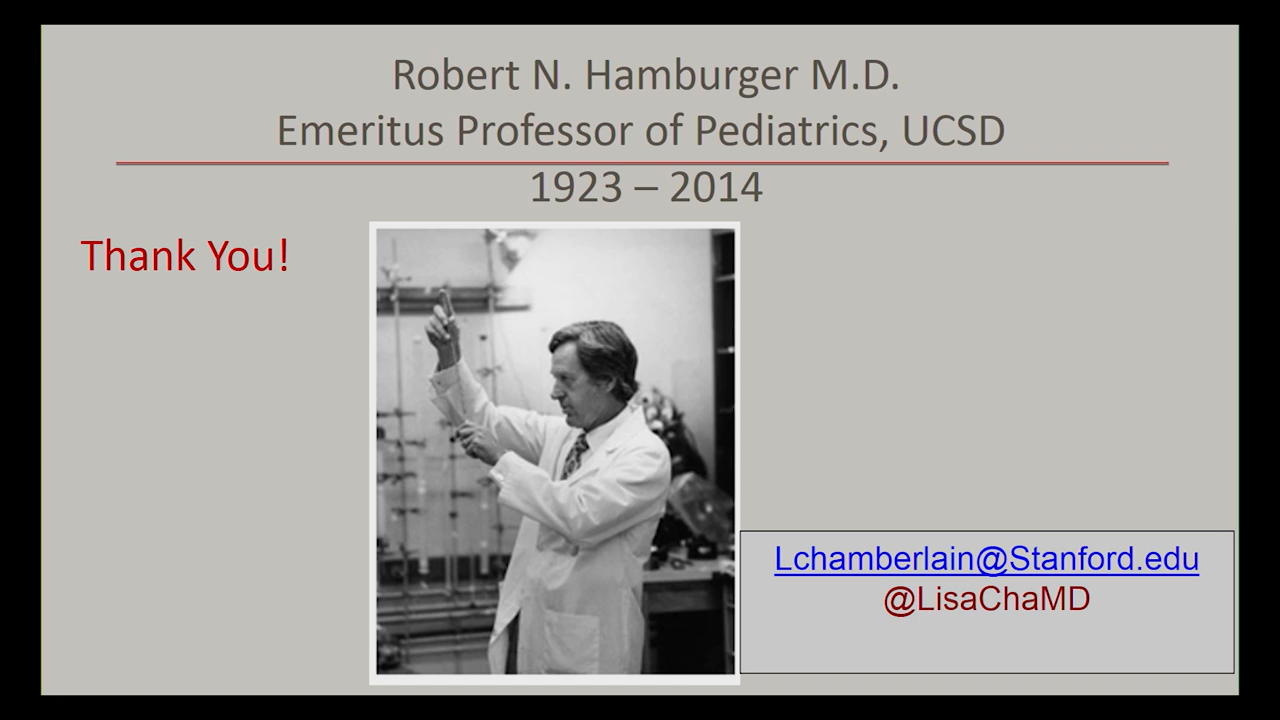 Robert N. Hamburger M.D.
Emeritus Professor of Pediatrics, UCSD
1923 – 2014
Thank You!
Lchamberlain@Stanford.edu
@LisaChaMD